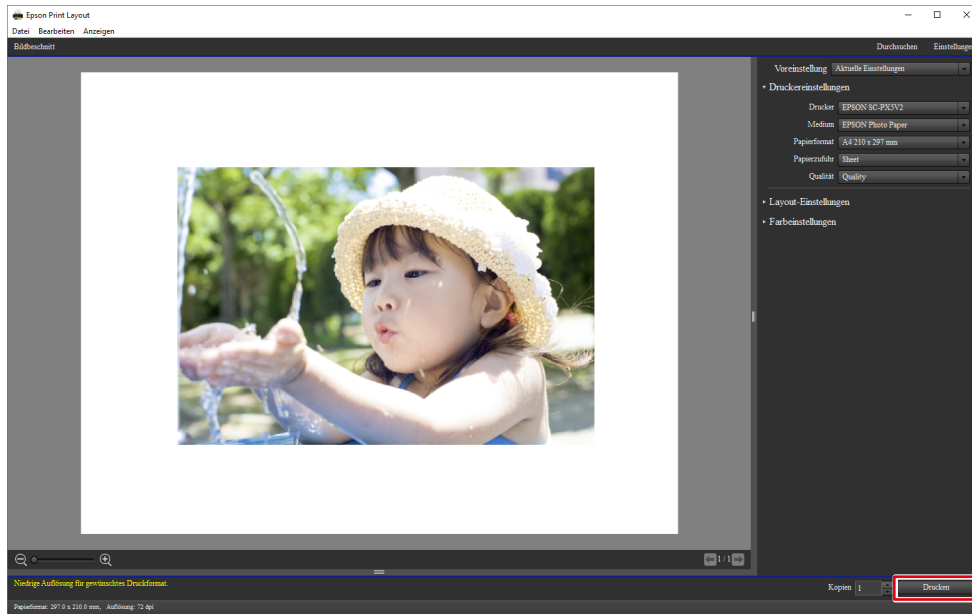 Epson Print Layout
Datei Bearbeiten Anzeigen
Bildbeschnitt Durchsuchen Einstellungen
Voreinstellung Aktuelle Einstellungen
Druckereinstellungen
Drucker EPSON SC-PX5V2
Medium EPSON Photo Paper
Papierformat A4 210 x 297 mm
Papierzufuhr Sheet
Qualität Quality
Layout-Einstellungen
Farbeinstellungen
1 / 1
Niedrige Auflösung für gewünschtes Druckformat.
Kopien 1 Drucken
Papierformat: 297.0 x 210.0 mm, Auflösung: 72 dpi